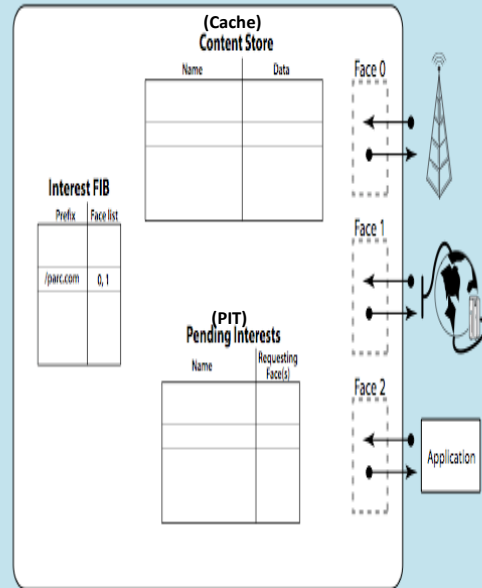 (Cache)
Content Store
Name Data
Face 0
Interest FIB
Prefix Face list
/parc.com 0, 1
Face 1
(PIT)
Pending Interests
Name Requesting
Face(s)
Face 2
Application